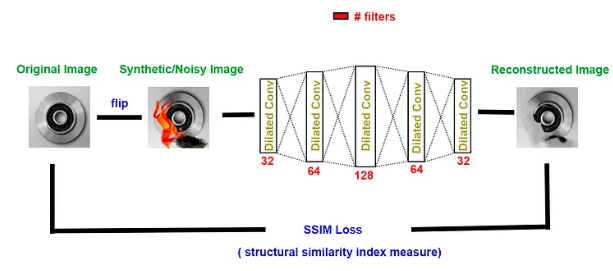 # filters
Original Image
Synthetic/Noisy Image
Reconstructed Image
flip
Dilated Conv
Dilated Conv
Dilated Conv
Dilated Conv
Dilated Conv
32
64
128
64
32
SSIM Loss
( structural similarity index measure)